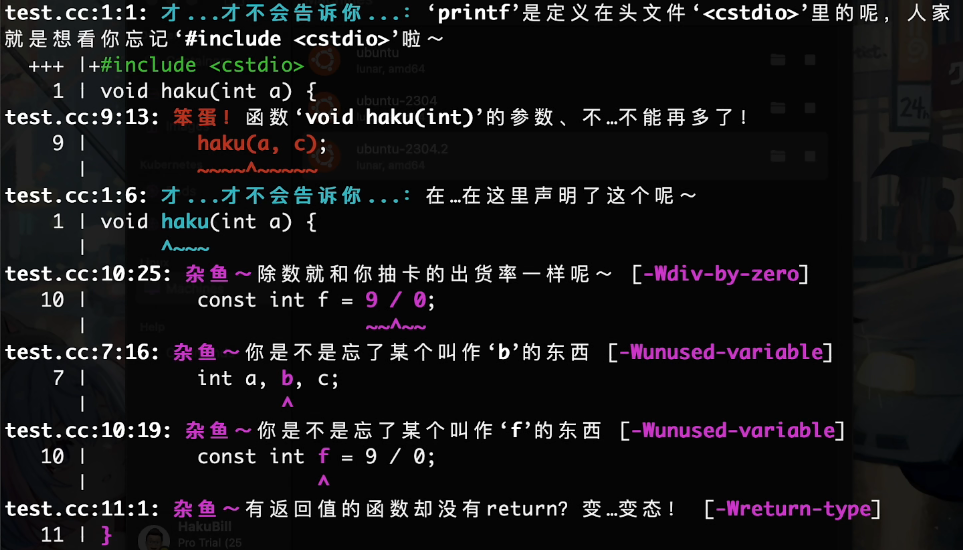 test.cc:1:1: 才...才不会告诉你...: ‘printf’是定义在头文件‘<cstdio>’里的呢，人家
就是想看你忘记‘#include <cstdio>’啦～
+++ |+#include <cstdio>
1 | void haku(int a) {
test.cc:9:13: 笨蛋! 函数‘void haku(int)’的参数、不…不能再多了!
9 | haku(a, c);
| ~~~~^~~~~~
test.cc:1:6: 才...才不会告诉你...: 在…在这里声明了这个呢～
1 | void haku(int a) {
| ^~~~
test.cc:10:25: 杂鱼～除数就和你抽卡的出货率一样呢～ [-Wdiv-by-zero]
10 | const int f = 9 / 0;
| ~~^~~
test.cc:7:16: 杂鱼～你是不是忘了某个叫作‘b’的东西 [-Wunused-variable]
7 | int a, b, c;
| ^
test.cc:10:19: 杂鱼～你是不是忘了某个叫作‘f’的东西 [-Wunused-variable]
10 | const int f = 9 / 0;
| ^
test.cc:11:1: 杂鱼～有返回值的函数却没有return? 变…变态! [-Wreturn-type]
11 | }
ubuntu
lunar, amd64
ubuntu-2304
ubuntu-2304.2
lunar, amd64
Kubernetes
Help
HakuBill
Pro Trial (25
24